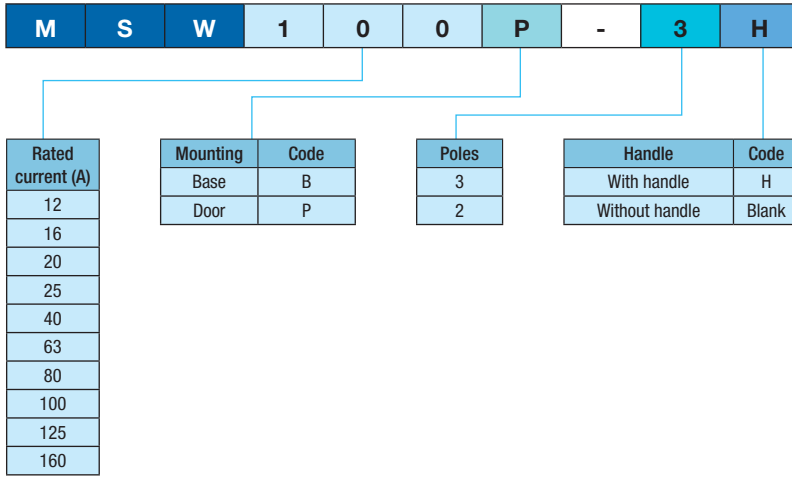 M S W 1 0 0 P - 3 H
Rated
current (A)
12
16
20
25
40
63
80
100
125
160
Mounting Code
Base B
Door P
Poles
3
2
Handle Code
With handle H
Without handle Blank